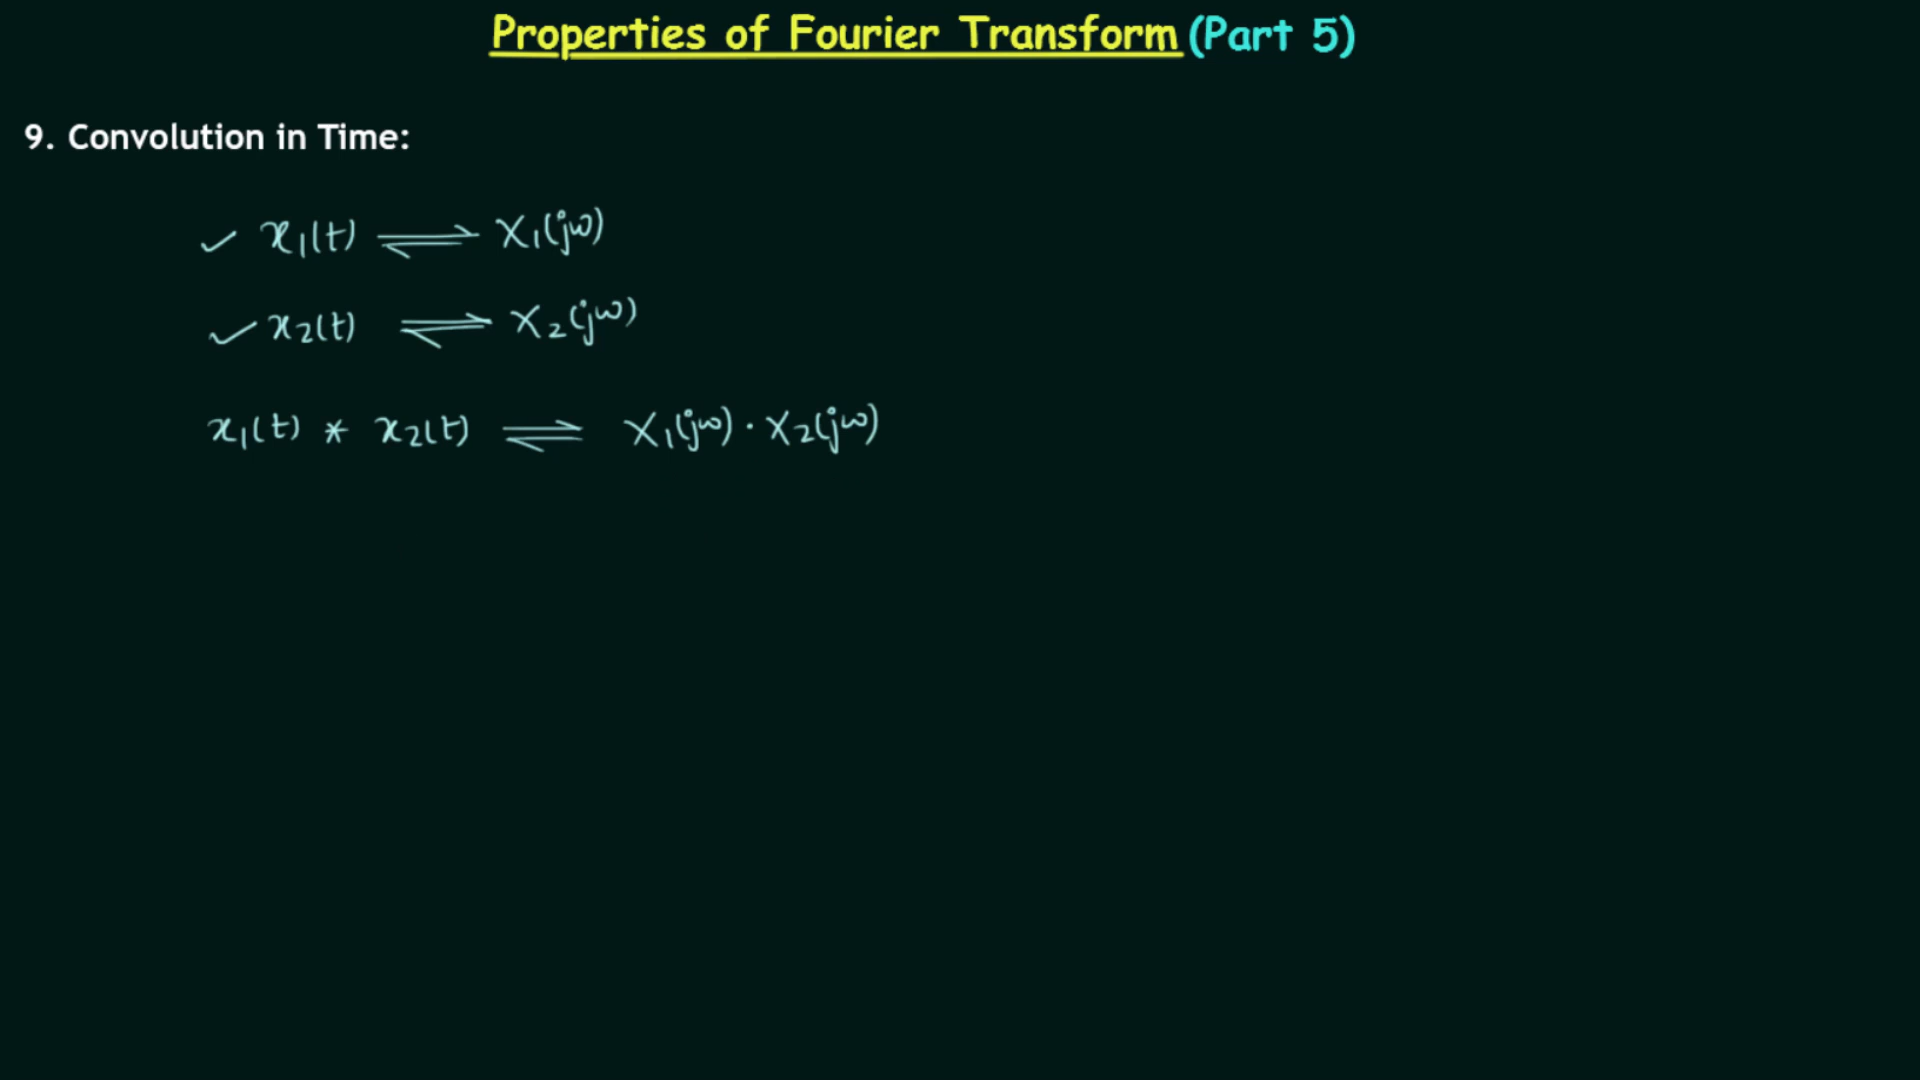 Properties of Fourier Transform (Part 5)
9. Convolution in Time:
✓ x₁(t) ⇌ X₁(jω)
✓ x₂(t) ⇌ X₂(jω)
x₁(t) * x₂(t) ⇌ X₁(jω) · X₂(jω)